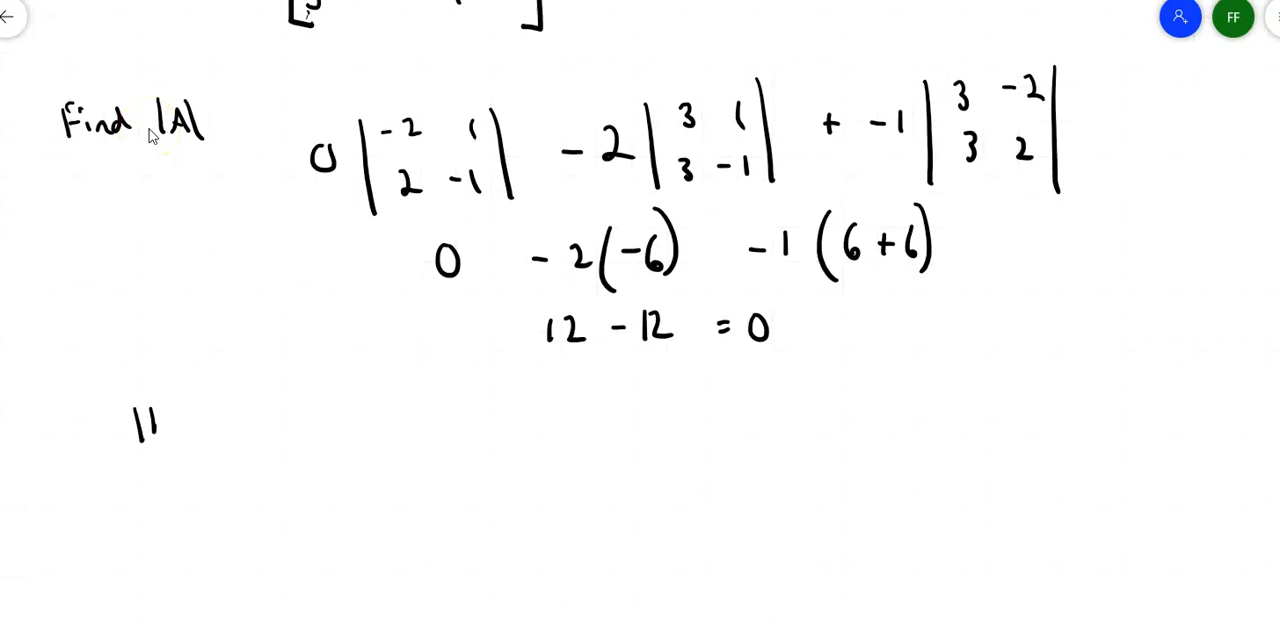 FF
Find |A|
0 | -2 1 | - 2 | 3 1 | + -1 | 3 -2 |
| 2 -1 | | 3 -1 | | 3 2 |
0 - 2(-6) -1 (6+6)
12 - 12 = 0
||